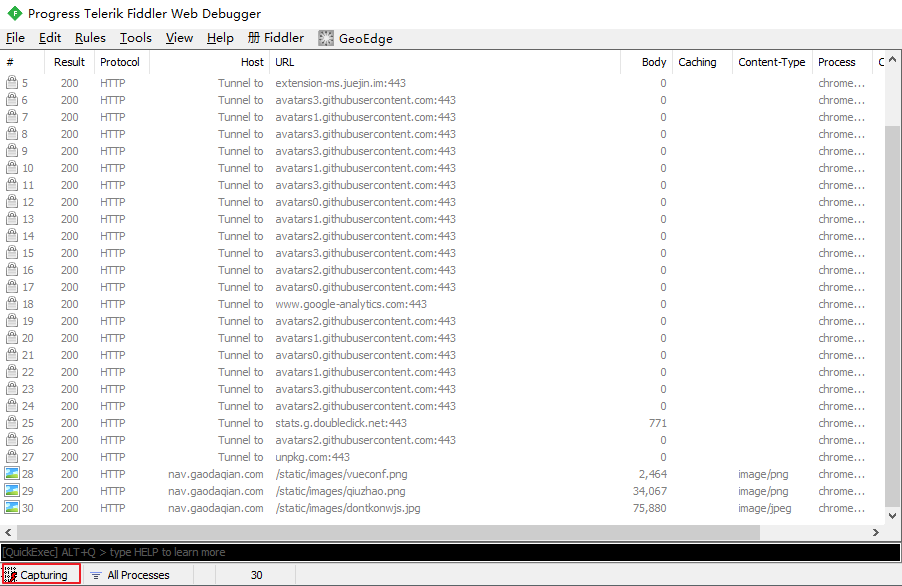 Progress Telerik Fiddler Web Debugger
File Edit Rules Tools View Help 册 Fiddler GeoEdge
# Result Protocol Host URL Body Caching Content-Type Process C
5 200 HTTP Tunnel to extension-ms.juejin.im:443 0 chrome...
6 200 HTTP Tunnel to avatars3.githubusercontent.com:443 0 chrome...
7 200 HTTP Tunnel to avatars1.githubusercontent.com:443 0 chrome...
8 200 HTTP Tunnel to avatars3.githubusercontent.com:443 0 chrome...
9 200 HTTP Tunnel to avatars3.githubusercontent.com:443 0 chrome...
10 200 HTTP Tunnel to avatars1.githubusercontent.com:443 0 chrome...
11 200 HTTP Tunnel to avatars3.githubusercontent.com:443 0 chrome...
12 200 HTTP Tunnel to avatars0.githubusercontent.com:443 0 chrome...
13 200 HTTP Tunnel to avatars1.githubusercontent.com:443 0 chrome...
14 200 HTTP Tunnel to avatars2.githubusercontent.com:443 0 chrome...
15 200 HTTP Tunnel to avatars3.githubusercontent.com:443 0 chrome...
16 200 HTTP Tunnel to avatars2.githubusercontent.com:443 0 chrome...
17 200 HTTP Tunnel to avatars0.githubusercontent.com:443 0 chrome...
18 200 HTTP Tunnel to www.google-analytics.com:443 0 chrome...
19 200 HTTP Tunnel to avatars2.githubusercontent.com:443 0 chrome...
20 200 HTTP Tunnel to avatars1.githubusercontent.com:443 0 chrome...
21 200 HTTP Tunnel to avatars0.githubusercontent.com:443 0 chrome...
22 200 HTTP Tunnel to avatars1.githubusercontent.com:443 0 chrome...
23 200 HTTP Tunnel to avatars3.githubusercontent.com:443 0 chrome...
24 200 HTTP Tunnel to avatars2.githubusercontent.com:443 0 chrome...
25 200 HTTP Tunnel to stats.g.doubleclick.net:443 771 chrome...
26 200 HTTP Tunnel to avatars2.githubusercontent.com:443 0 chrome...
27 200 HTTP Tunnel to unpkg.com:443 0 chrome...
28 200 HTTP nav.gaodaqian.com /static/images/vueconf.png 2,464 image/png chrome...
29 200 HTTP nav.gaodaqian.com /static/images/qiuzhao.png 34,067 image/png chrome...
30 200 HTTP nav.gaodaqian.com /static/images/dontkonwjs.jpg 75,880 image/jpeg chrome...
[QuickExec] ALT+Q > type HELP to learn more
Capturing All Processes 30